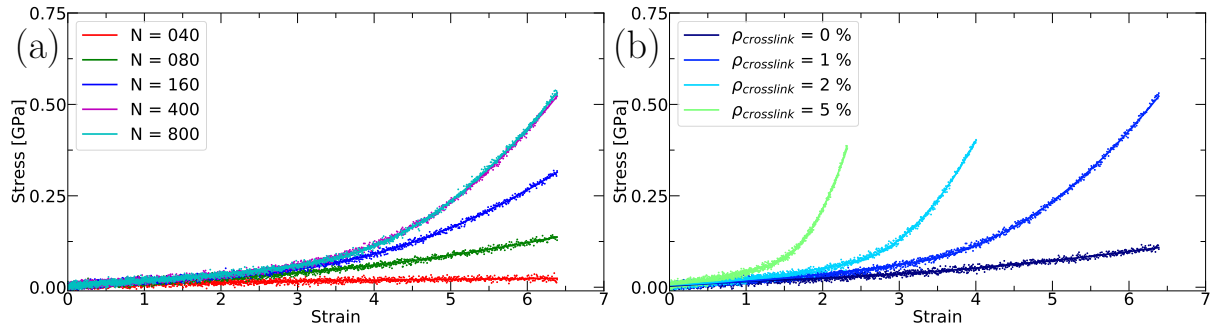 (a)
N = 040
N = 080
N = 160
N = 400
N = 800
Stress [GPa]
0.75
0.50
0.25
0.00
0 1 2 3 4 5 6 7
Strain
(b)
ρcrosslink = 0 %
ρcrosslink = 1 %
ρcrosslink = 2 %
ρcrosslink = 5 %
Stress [GPa]
0.75
0.50
0.25
0.00
0 1 2 3 4 5 6 7
Strain